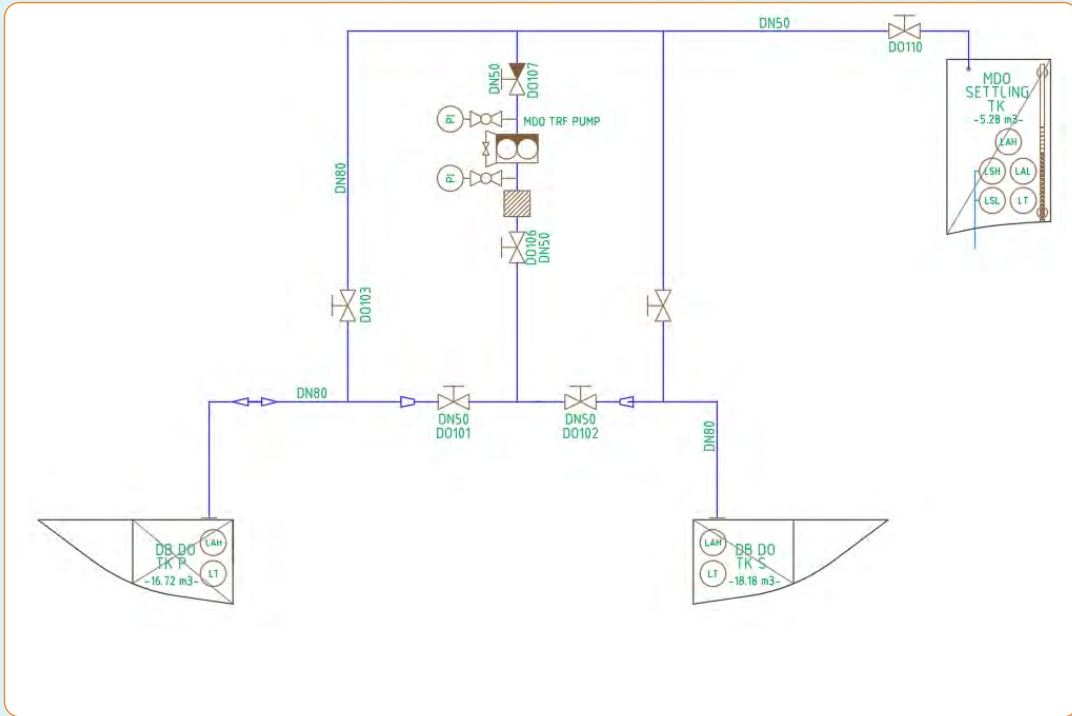 DN50
DO110
MDO
SETTLING
TK
-5.28 m3-
LAH
LSH
LAL
LSL
LT
DN50
DO107
PI
MDO TRF PUMP
PI
DN80
DO106
DN50
DO103
DN80
DN50
DO101
DN50
DO102
DN80
LAH
DB DO
TK P
LT
-16.72 m3-
LAH
DB DO
TK S
LT
-18.18 m3-